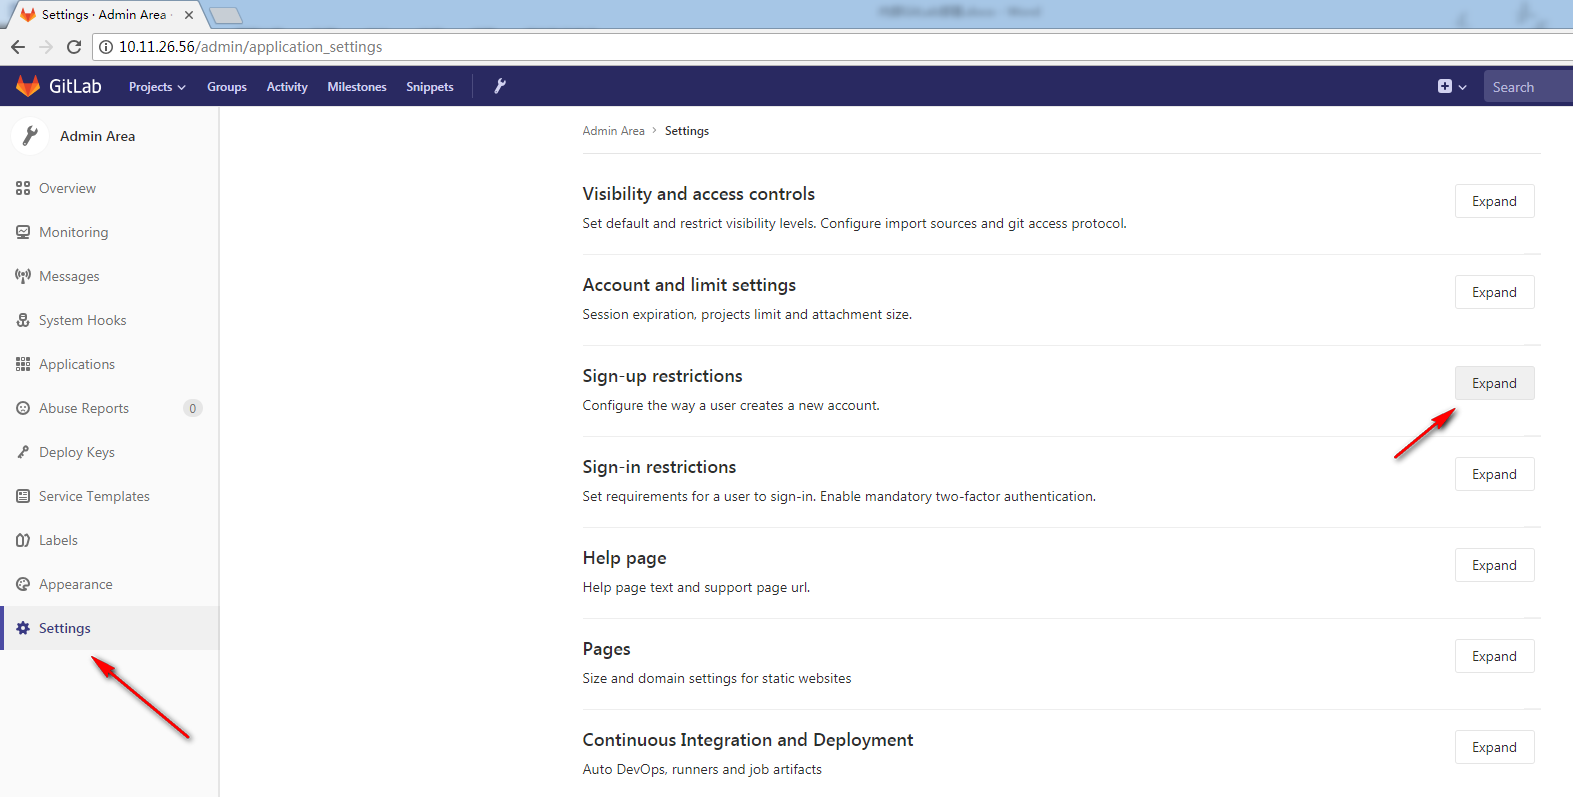 Settings · Admin Area ·
10.11.26.56/admin/application_settings
GitLab Projects Groups Activity Milestones Snippets Search
Admin Area
Overview
Monitoring
Messages
System Hooks
Applications
Abuse Reports 0
Deploy Keys
Service Templates
Labels
Appearance
Settings
Admin Area > Settings
Visibility and access controls
Expand
Set default and restrict visibility levels. Configure import sources and git access protocol.
Account and limit settings
Expand
Session expiration, projects limit and attachment size.
Sign-up restrictions
Expand
Configure the way a user creates a new account.
Sign-in restrictions
Expand
Set requirements for a user to sign-in. Enable mandatory two-factor authentication.
Help page
Expand
Help page text and support page url.
Pages
Expand
Size and domain settings for static websites
Continuous Integration and Deployment
Expand
Auto DevOps, runners and job artifacts